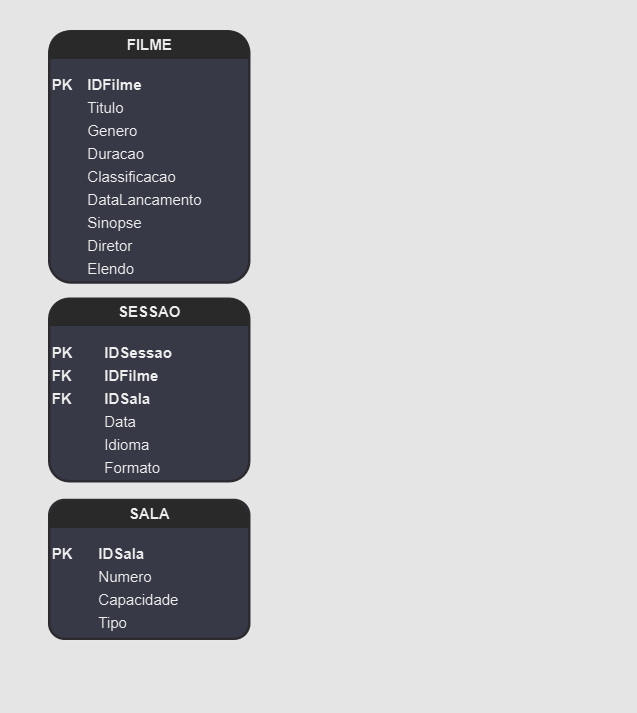 FILME
PK IDFilme
Titulo
Genero
Duracao
Classificacao
DataLancamento
Sinopse
Diretor
Elendo
SESSAO
PK IDSessao
FK IDFilme
FK IDSala
Data
Idioma
Formato
SALA
PK IDSala
Numero
Capacidade
Tipo